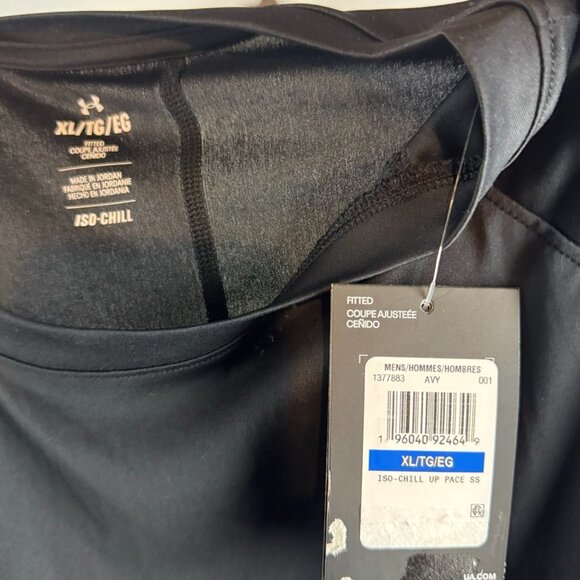 XL/TG/EG
FITTED
COUPE AJUSTÉE
CEÑIDO
MADE IN JORDAN
FABRIQUÉ EN JORDANIE
HECHO EN JORDANIA
ISO-CHILL
FITTED
COUPE AJUSTEÉE
CEÑIDO
MENS/HOMMES/HOMBRES
1377883 AVY 001
1 96040 92464 9
XL/TG/EG
ISO-CHILL UP PACE SS
UA.COM